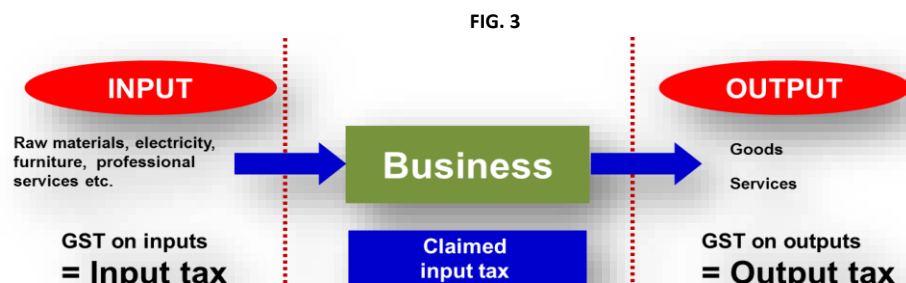 FIG. 3
INPUT
OUTPUT
Raw materials, electricity,
furniture, professional
services etc.
Business
Goods
Services
GST on inputs
= Input tax
Claimed
input tax
GST on outputs
= Output tax